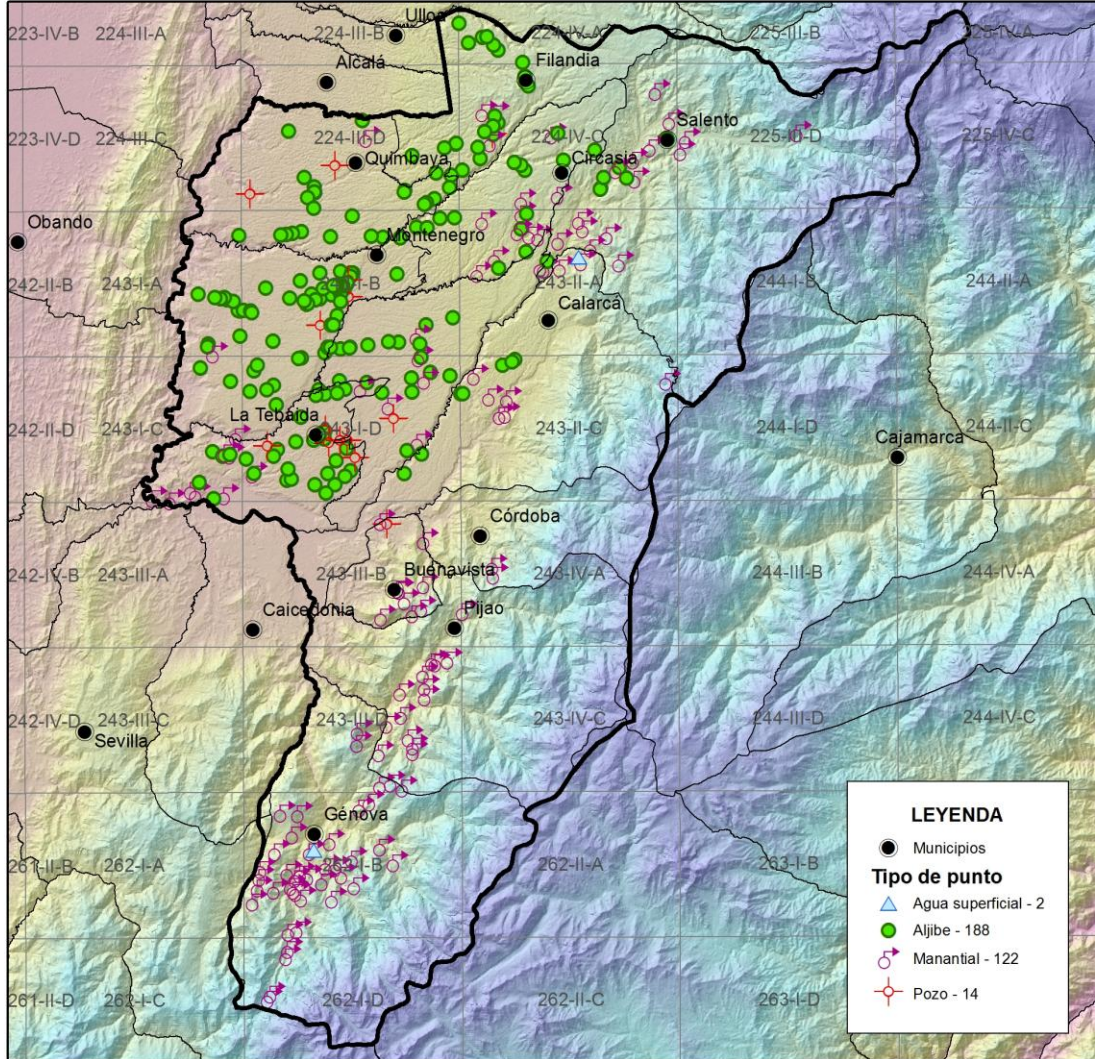 Ulloa
223-IV-B 224-III-A 224-III-B 224-IV-A 225-III-B 225-IV-A
Alcalá Filandia
223-IV-D 224-III-C 224-III-D 224-IV-C Salento 225-III-D 225-IV-C
Quimbaya Circasia
Obando
Montenegro
242-II-B 243-I-A 243-I-B 243-II-A 244-I-B 244-II-A
Calarcá
La Tebaida
242-II-D 243-I-C 243-I-D 243-II-C 244-I-D 244-II-C
Cajamarca
Córdoba
242-IV-B 243-III-A 243-III-B 243-IV-A 244-III-B 244-IV-A
Buenavista
Caicedonia Pijao
242-IV-D 243-III-C 243-III-D 243-IV-C 244-III-D 244-IV-C
Sevilla
Génova
261-II-B 262-I-A 262-I-B 262-II-A 263-I-B
261-II-D 262-I-C 262-I-D 262-II-C 263-I-D
LEYENDA
Municipios
Tipo de punto
Agua superficial - 2
Aljibe - 188
Manantial - 122
Pozo - 14